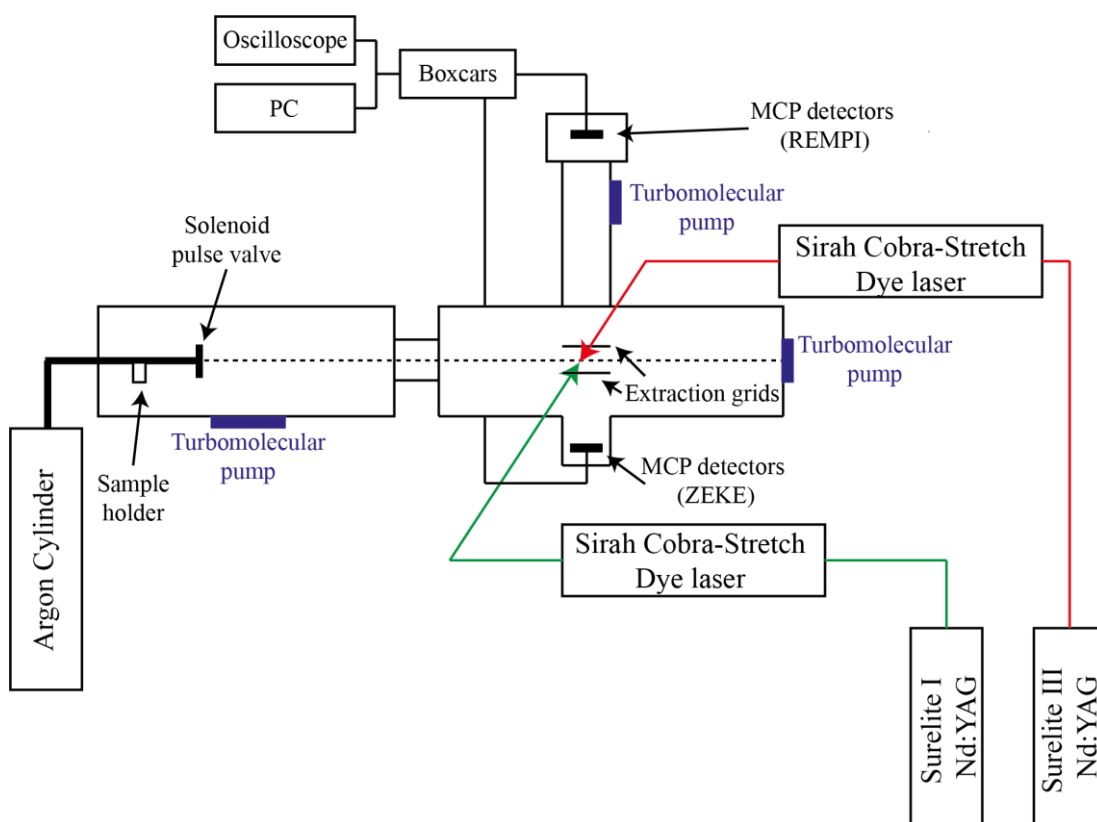 Oscilloscope
PC
Boxcars
MCP detectors
(REMPI)
Turbomolecular
pump
Solenoid
pulse valve
Sirah Cobra-Stretch
Dye laser
Turbomolecular
pump
Extraction grids
Turbomolecular
pump
Sample
holder
Argon Cylinder
MCP detectors
(ZEKE)
Sirah Cobra-Stretch
Dye laser
Surelite I
Nd:YAG
Surelite III
Nd:YAG